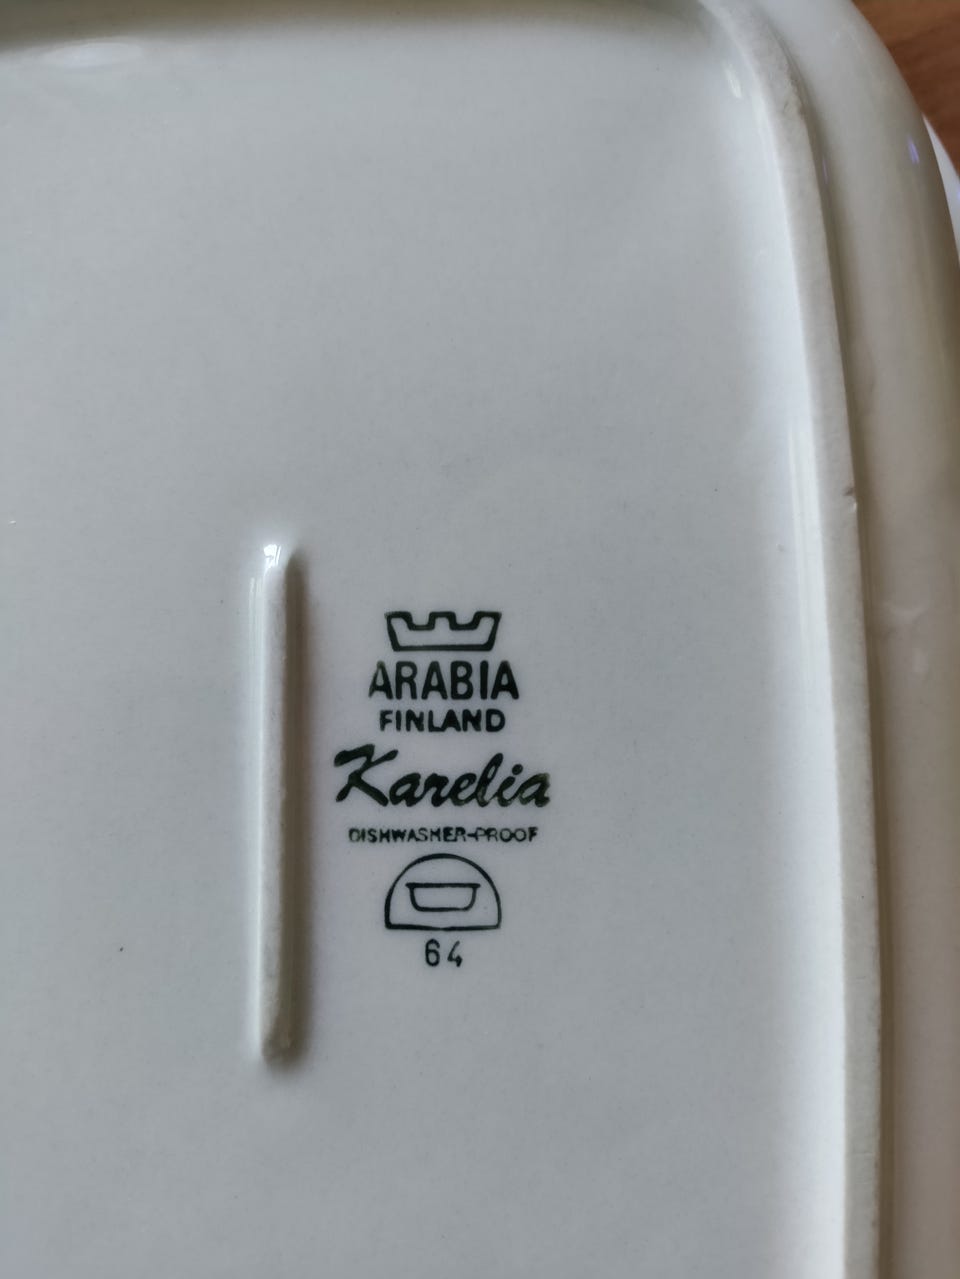 ARABIA
FINLAND
Karelia
DISHWASHER-PROOF
64